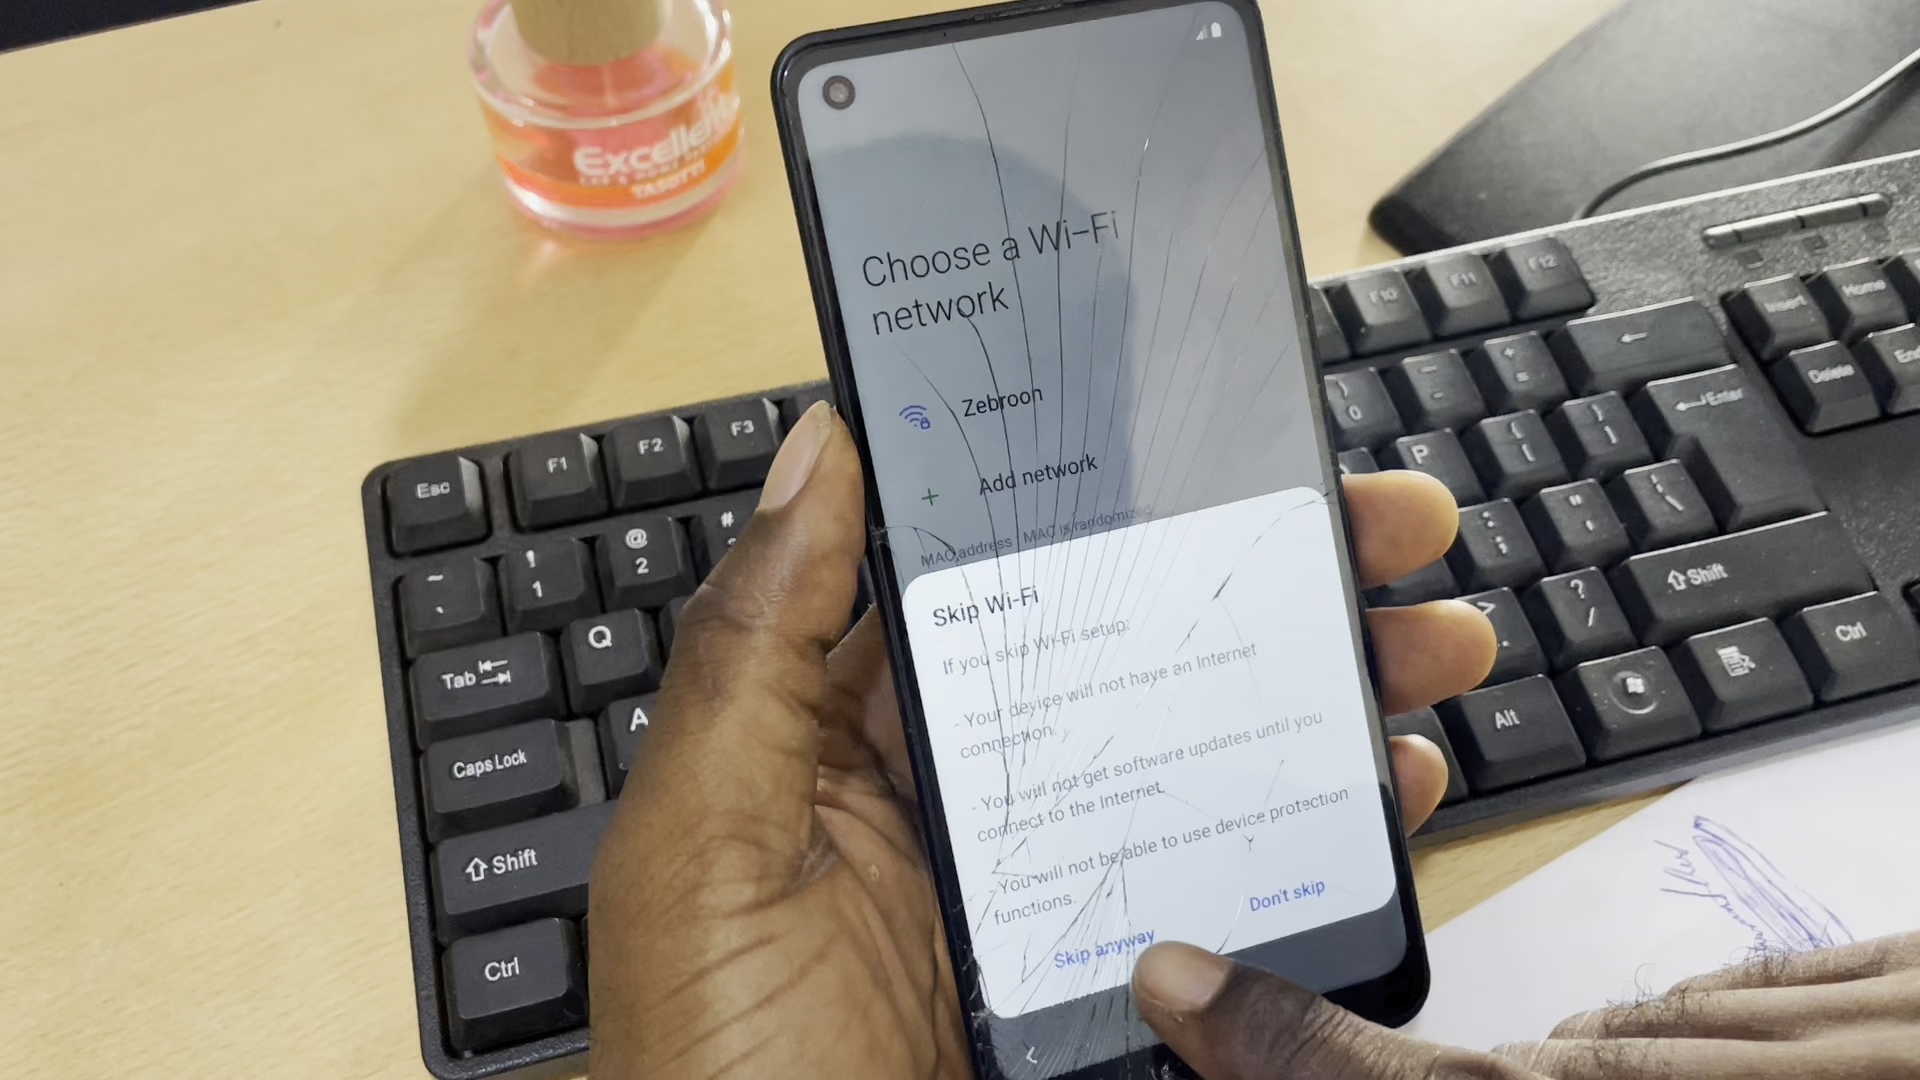 Excellent
TASOTTI
Choose a Wi-Fi
network
Zebroon
Add network
MAC address : MAC is randomized
Skip Wi-Fi
If you skip Wi-Fi setup:
- Your device will not have an Internet
connection.
- You will not get software updates until you
connect to the Internet.
- You will not be able to use device protection
functions.
Don't skip
Skip anyway
Esc
F1
F2
F3
F10
F11
F12
~
`
!
1
@
2
#
Tab
Q
A
Caps Lock
Shift
Ctrl
)
0
_
-
+
=
P
{
[
}
]
Enter
:
;
"
'
|
\
>
.
?
/
Shift
Alt
Ctrl
Insert
Home
Delete
End